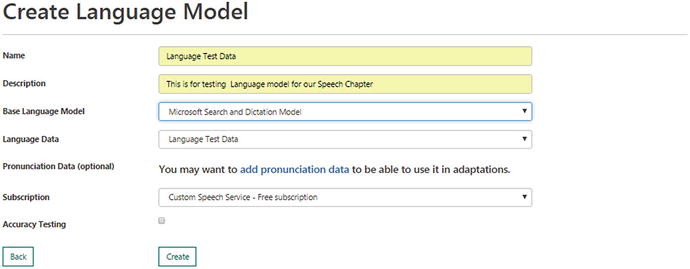 Create Language Model
Name Language Test Data
Description This is for testing Language model for our Speech Chapter
Base Language Model Microsoft Search and Dictation Model
Language Data Language Test Data
Pronunciation Data (optional) You may want to add pronunciation data to be able to use it in adaptations.
Subscription Custom Speech Service - Free subscription
Accuracy Testing
Back Create